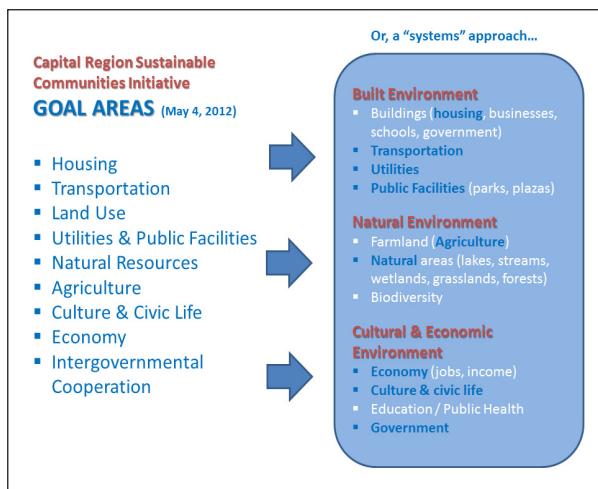 Capital Region Sustainable
Communities Initiative
GOAL AREAS (May 4, 2012)
▪ Housing
▪ Transportation
▪ Land Use
▪ Utilities & Public Facilities
▪ Natural Resources
▪ Agriculture
▪ Culture & Civic Life
▪ Economy
▪ Intergovernmental
Cooperation
Or, a “systems” approach…
Built Environment
▪ Buildings (housing, businesses,
schools, government)
▪ Transportation
▪ Utilities
▪ Public Facilities (parks, plazas)
Natural Environment
▪ Farmland (Agriculture)
▪ Natural areas (lakes, streams,
wetlands, grasslands, forests)
▪ Biodiversity
Cultural & Economic
Environment
▪ Economy (jobs, income)
▪ Culture & civic life
▪ Education / Public Health
▪ Government